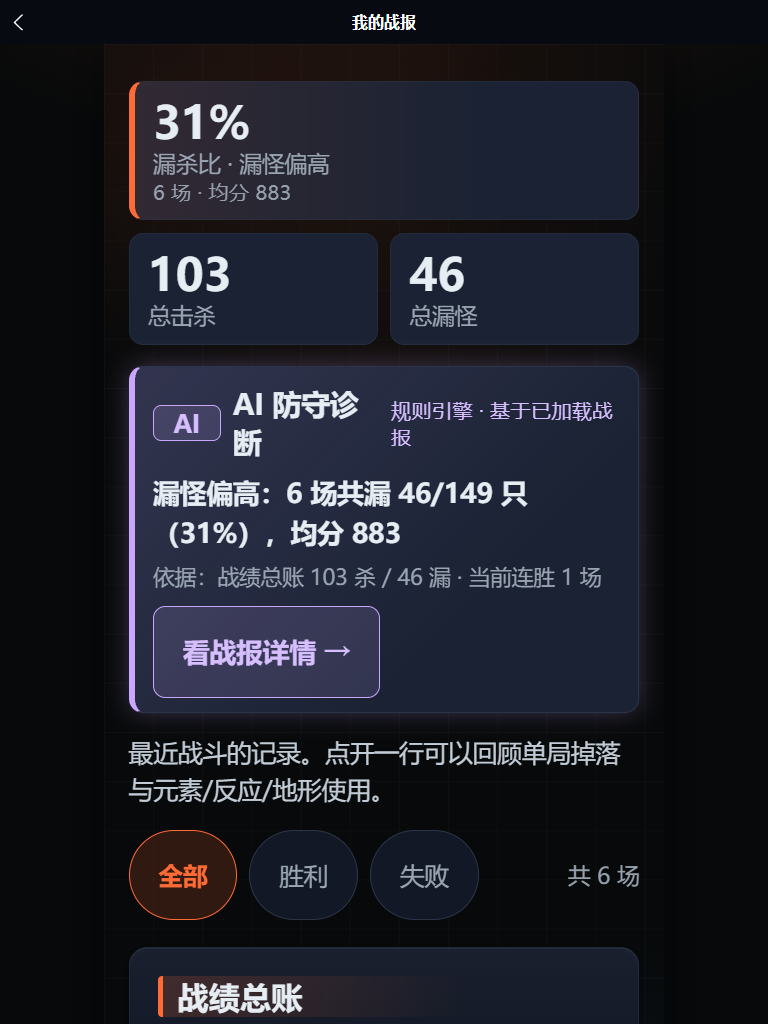 我的战报
31%
漏杀比 · 漏怪偏高
6 场 · 均分 883
103
总击杀
46
总漏怪
AI
AI 防守诊
断
规则引擎 · 基于已加载战
报
漏怪偏高：6 场共漏 46/149 只
（31%），均分 883
依据：战绩总账 103 杀 / 46 漏 · 当前连胜 1 场
看战报详情 →
最近战斗的记录。点开一行可以回顾单局掉落
与元素/反应/地形使用。
全部
胜利
失败
共 6 场
战绩总账